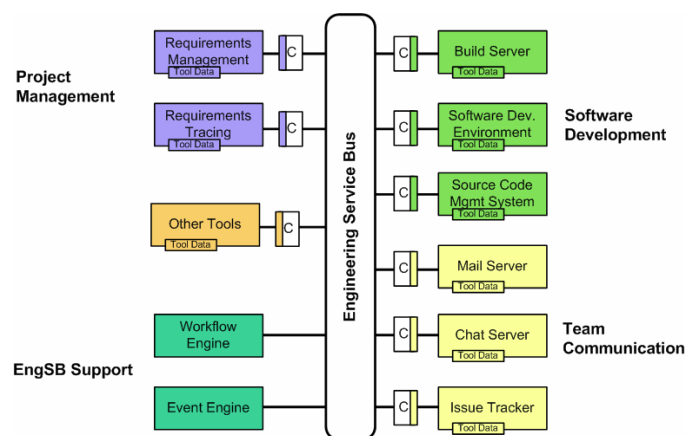 Project
Management
Requirements
Management
Tool Data
C
Requirements
Tracing
Tool Data
C
Other Tools
Tool Data
C
EngSB Support
Workflow
Engine
Event Engine
Engineering Service Bus
C
Build Server
Tool Data
C
Software Dev.
Environment
Tool Data
Software
Development
C
Source Code
Mgmt System
Tool Data
C
Mail Server
Tool Data
C
Chat Server
Tool Data
Team
Communication
C
Issue Tracker
Tool Data